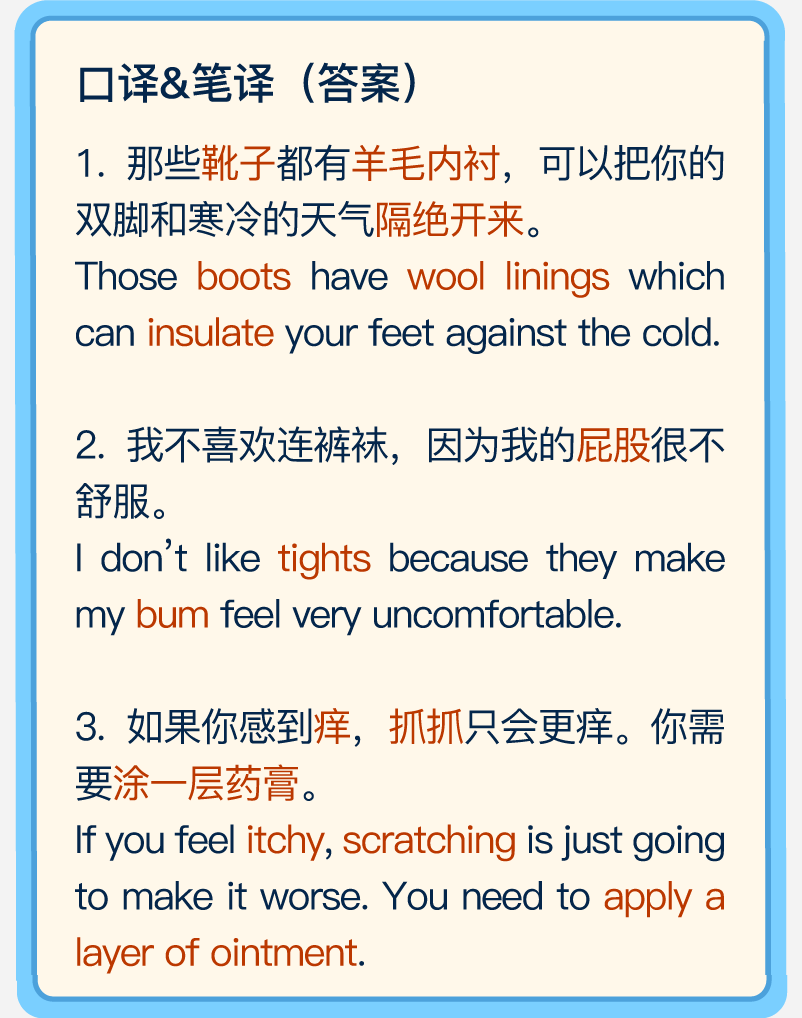 口译&笔译（答案）
1. 那些靴子都有羊毛内衬，可以把你的
双脚和寒冷的天气隔绝开来。
Those boots have wool linings which
can insulate your feet against the cold.
2. 我不喜欢连裤袜，因为我的屁股很不
舒服。
I don’t like tights because they make
my bum feel very uncomfortable.
3. 如果你感到痒，抓抓只会更痒。你需
要涂一层药膏。
If you feel itchy, scratching is just going
to make it worse. You need to apply a
layer of ointment.